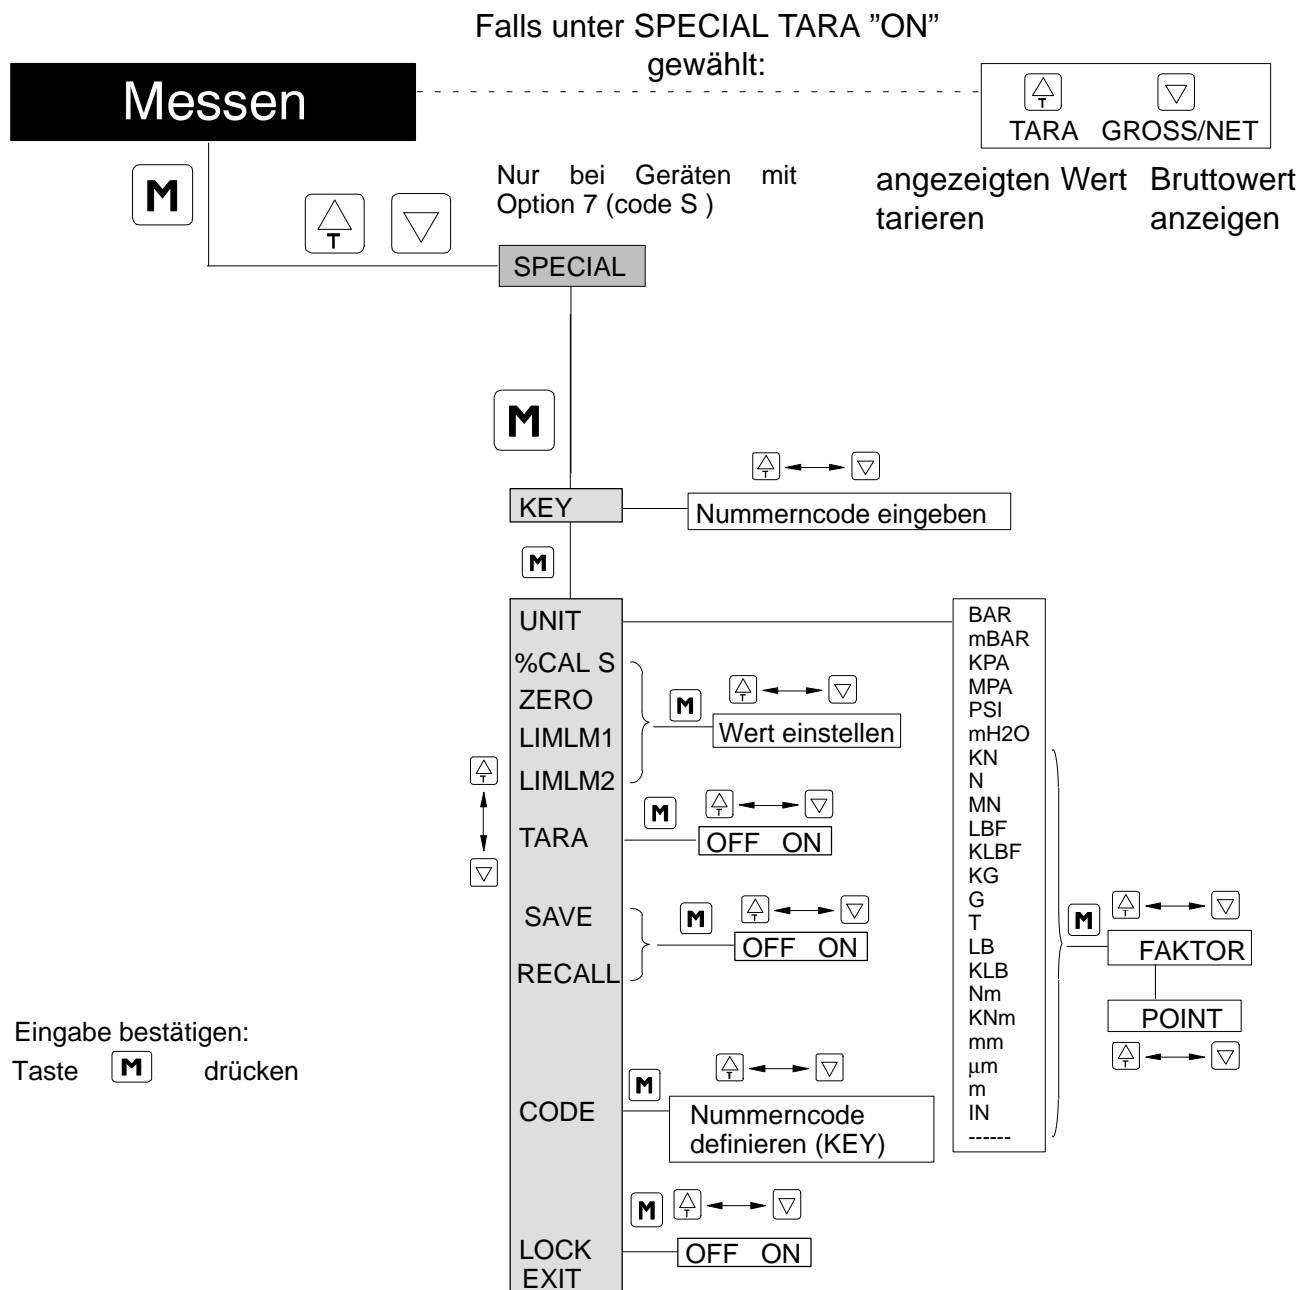 Falls unter SPECIAL TARA ”ON”
gewählt:
Messen
T
TARA GROSS/NET
M
T
Nur bei Geräten mit
Option 7 (code S )
angezeigten Wert
tarieren
Bruttowert
anzeigen
SPECIAL
M
T
KEY
Nummerncode eingeben
M
UNIT
%CAL S
ZERO
LIMLM1
LIMLM2
M
T
Wert einstellen
T
TARA
M
T
OFF ON
SAVE
RECALL
M
T
OFF ON
CODE
M
T
Nummerncode
definieren (KEY)
M
T
LOCK
OFF ON
EXIT
BAR
mBAR
KPA
MPA
PSI
mH2O
KN
N
MN
LBF
KLBF
KG
G
T
LB
KLB
Nm
KNm
mm
µm
m
IN
------
M
T
FAKTOR
POINT
T
Eingabe bestätigen:
Taste M drücken